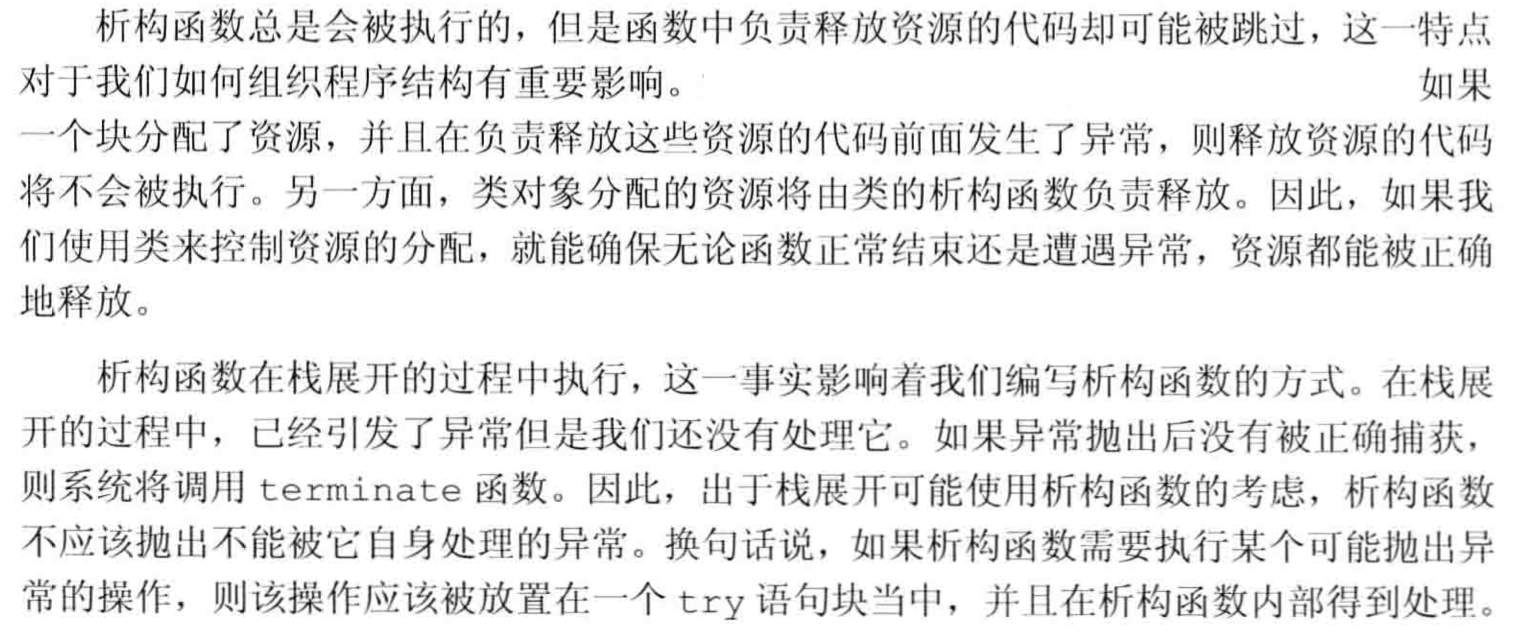 析构函数总是会被执行的，但是函数中负责释放资源的代码却可能被跳过，这一特点
对于我们如何组织程序结构有重要影响。 如果
一个块分配了资源，并且在负责释放这些资源的代码前面发生了异常，则释放资源的代码
将不会被执行。另一方面，类对象分配的资源将由类的析构函数负责释放。因此，如果我
们使用类来控制资源的分配，就能确保无论函数正常结束还是遭遇异常，资源都能被正确
地释放。
析构函数在栈展开的过程中执行，这一事实影响着我们编写析构函数的方式。在栈展
开的过程中，已经引发了异常但是我们还没有处理它。如果异常抛出后没有被正确捕获，
则系统将调用 terminate 函数。因此，出于栈展开可能使用析构函数的考虑，析构函数
不应该抛出不能被它自身处理的异常。换句话说，如果析构函数需要执行某个可能抛出异
常的操作，则该操作应该被放置在一个 try 语句块当中，并且在析构函数内部得到处理。